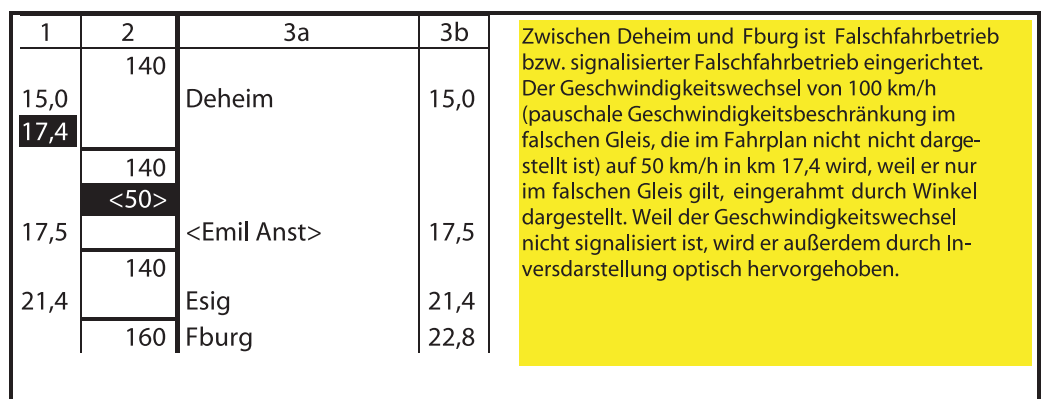 1 2 3a 3b
140
15,0 Deheim 15,0
17,4
140
<50>
17,5 <Emil Anst> 17,5
140
21,4 Esig 21,4
160 Fburg 22,8
Zwischen Deheim und Fburg ist Falschfahrbetrieb
bzw. signalisierter Falschfahrbetrieb eingerichtet.
Der Geschwindigkeitswechsel von 100 km/h
(pauschale Geschwindigkeitsbeschränkung im
falschen Gleis, die im Fahrplan nicht nicht darge-
stellt ist) auf 50 km/h in km 17,4 wird, weil er nur
im falschen Gleis gilt, eingerahmt durch Winkel
dargestellt. Weil der Geschwindigkeitswechsel
nicht signalisiert ist, wird er außerdem durch In-
versdarstellung optisch hervorgehoben.